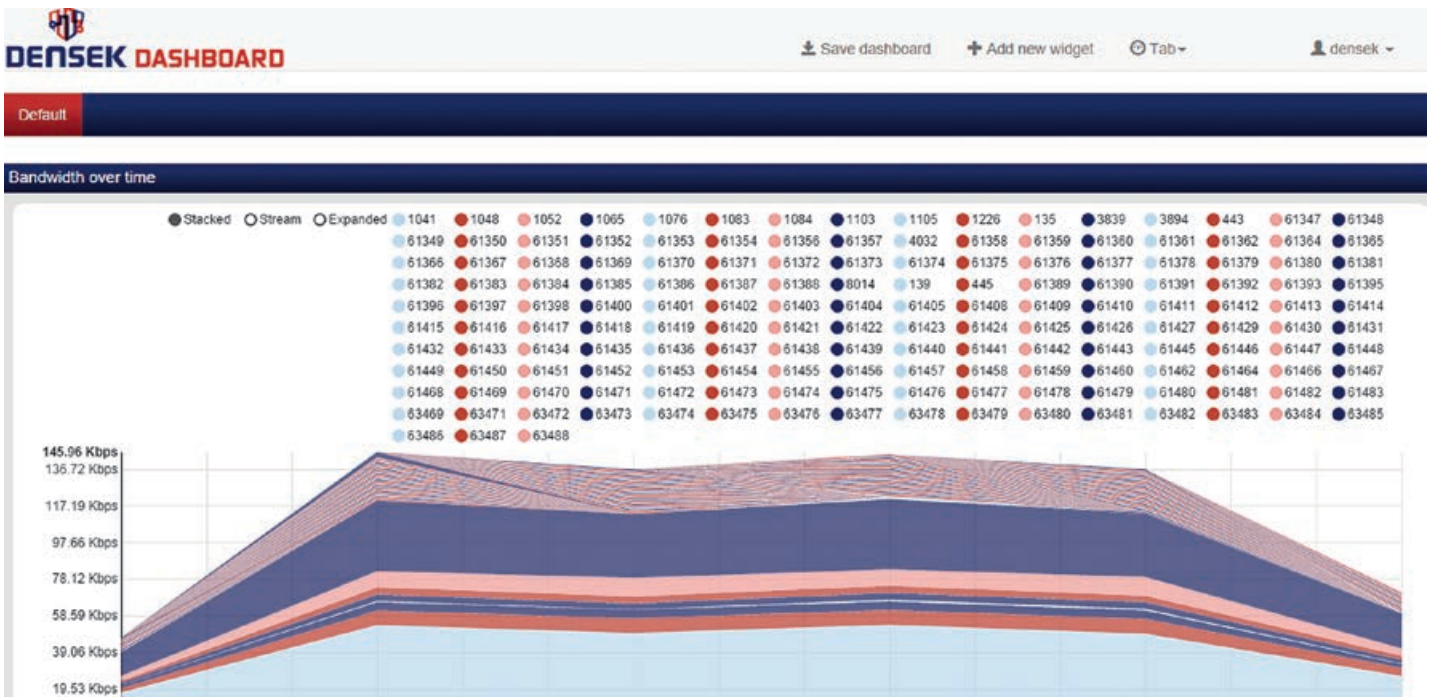 DENSEK DASHBOARD
Save dashboard Add new widget Tab densek
Default
Bandwidth over time
Stacked Stream Expanded 1041 1048 1052 1065 1076 1083 1084 1103 1105 1226 135 3839 3894 443 61347 61348
61349 61350 61351 61352 61353 61354 61356 61357 4032 61358 61359 61360 61361 61362 61364 61365
61366 61367 61368 61369 61370 61371 61372 61373 61374 61375 61376 61377 61378 61379 61380 61381
61382 61383 61384 61385 61386 61387 61388 8014 139 445 61389 61390 61391 61392 61393 61395
61396 61397 61398 61400 61401 61402 61403 61404 61405 61408 61409 61410 61411 61412 61413 61414
61415 61416 61417 61418 61419 61420 61421 61422 61423 61424 61425 61426 61427 61429 61430 61431
61432 61433 61434 61435 61436 61437 61438 61439 61440 61441 61442 61443 61445 61446 61447 61448
61449 61450 61451 61452 61453 61454 61455 61456 61457 61458 61459 61460 61462 61464 61466 61467
61468 61469 61470 61471 61472 61473 61474 61475 61476 61477 61478 61479 61480 61481 61482 61483
63469 63471 63472 63473 63474 63475 63476 63477 63478 63479 63480 63481 63482 63483 63484 63485
63486 63487 63488
145.96 Kbps
136.72 Kbps
117.19 Kbps
97.66 Kbps
78.12 Kbps
58.59 Kbps
39.06 Kbps
19.53 Kbps